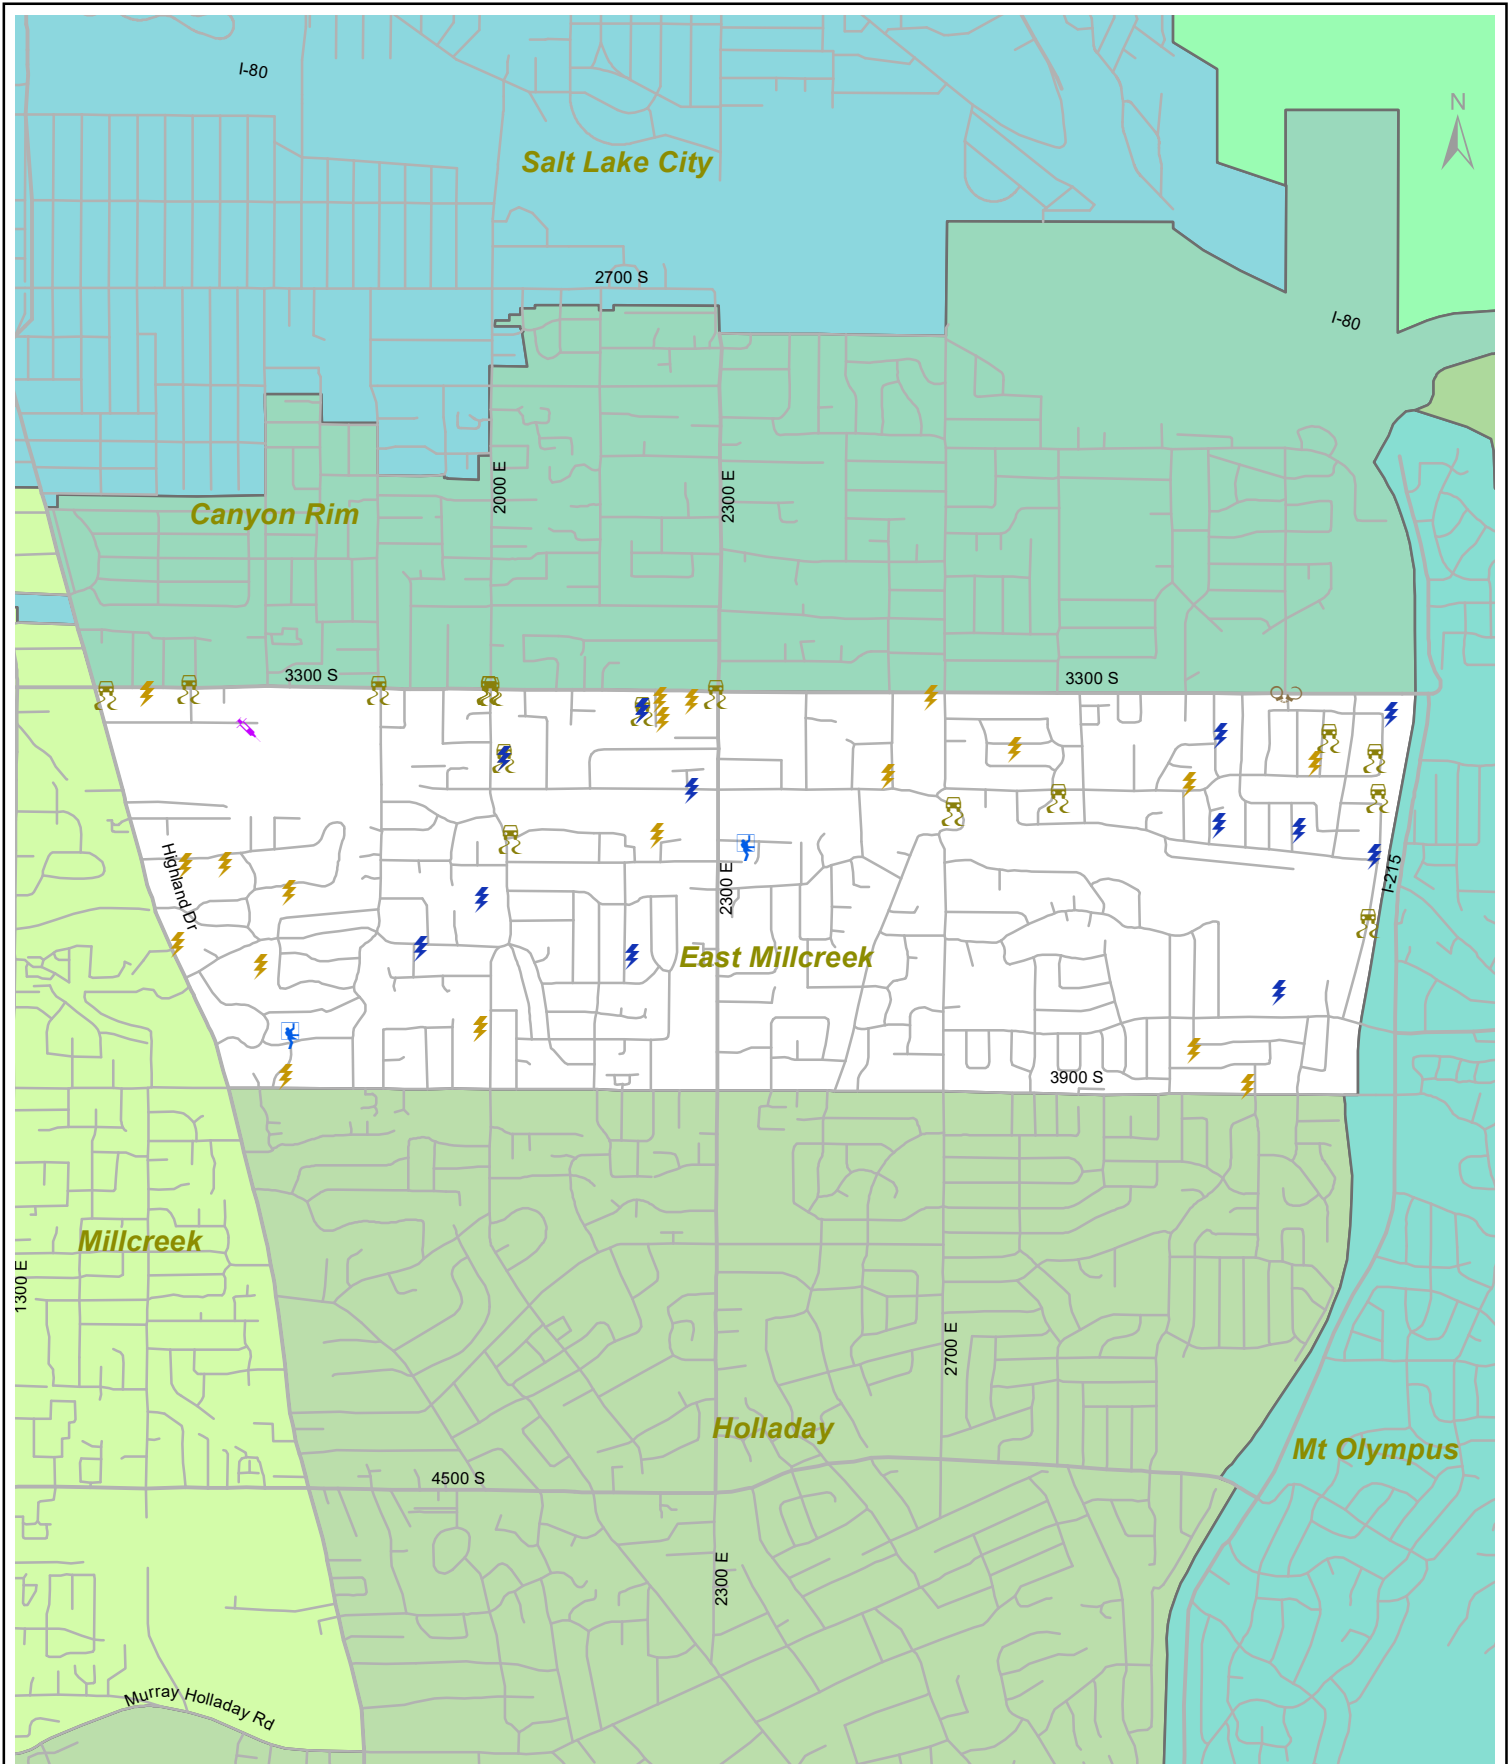 I-80
N
Salt Lake City
2700 S
I-80
2000 E
2300 E
Canyon Rim
3300 S
3300 S
Highland Dr
2300 E
I-215
East Millcreek
3900 S
Millcreek
1300 E
2700 E
Holladay
Mt Olympus
4500 S
2300 E
Murray Holladay Rd